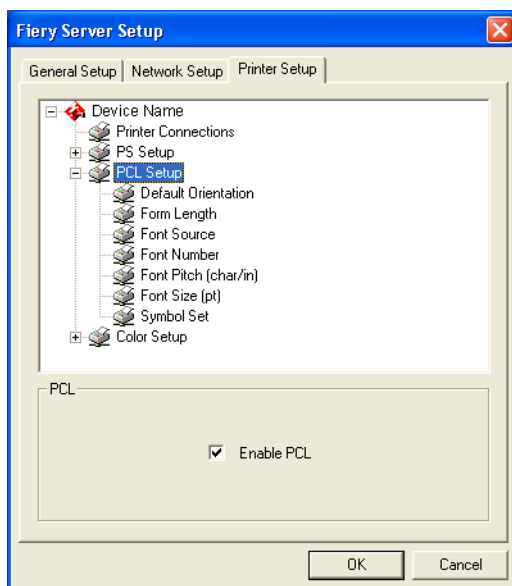 Fiery Server Setup
General Setup Network Setup Printer Setup
Device Name
Printer Connections
PS Setup
PCL Setup
Default Orientation
Form Length
Font Source
Font Number
Font Pitch (char/in)
Font Size (pt)
Symbol Set
Color Setup
PCL
Enable PCL
OK Cancel